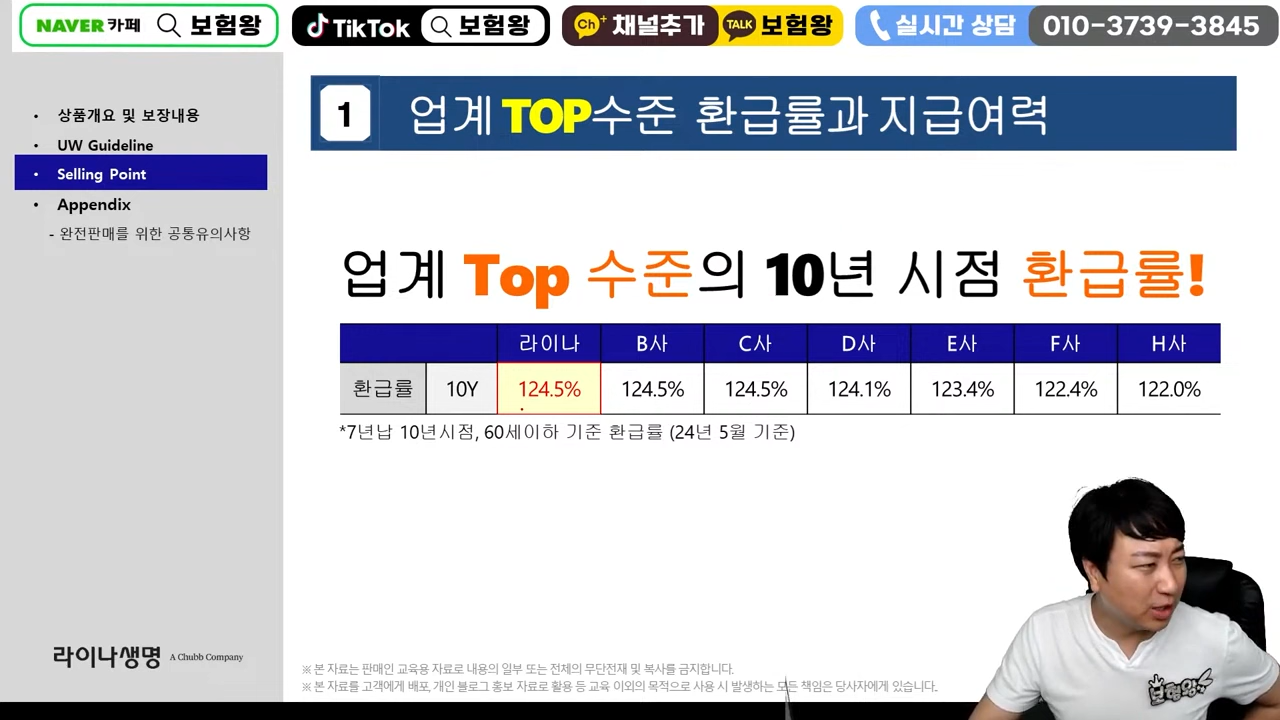 NAVER 카페 보험왕
TikTok 보험왕
Ch+ 채널추가 TALK 보험왕
실시간 상담 010-3739-3845
• 상품개요 및 보장내용
• UW Guideline
• Selling Point
• Appendix
- 완전판매를 위한 공통유의사항
1 업계 TOP수준 환급률과 지급여력
업계 Top 수준의 10년 시점 환급률!
라이나 B사 C사 D사 E사 F사 H사
환급률 10Y 124.5% 124.5% 124.5% 124.1% 123.4% 122.4% 122.0%
*7년납 10년시점, 60세이하 기준 환급률 (24년 5월 기준)
보험왕
라이나생명 A Chubb Company
※ 본 자료는 판매인 교육용 자료로 내용의 일부 또는 전체의 무단전재 및 복사를 금지합니다.
※ 본 자료를 고객에게 배포, 개인 블로그 홍보 자료로 활용 등 교육 이외의 목적으로 사용 시 발생하는 모든 책임은 당사자에게 있습니다.